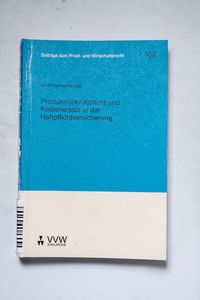 Beiträge zum Privat- und Wirtschaftsrecht
102
Produktrückrufpflicht und
Kostenersatz in der
Haftpflichtversicherung
VVW
KARLSRUHE